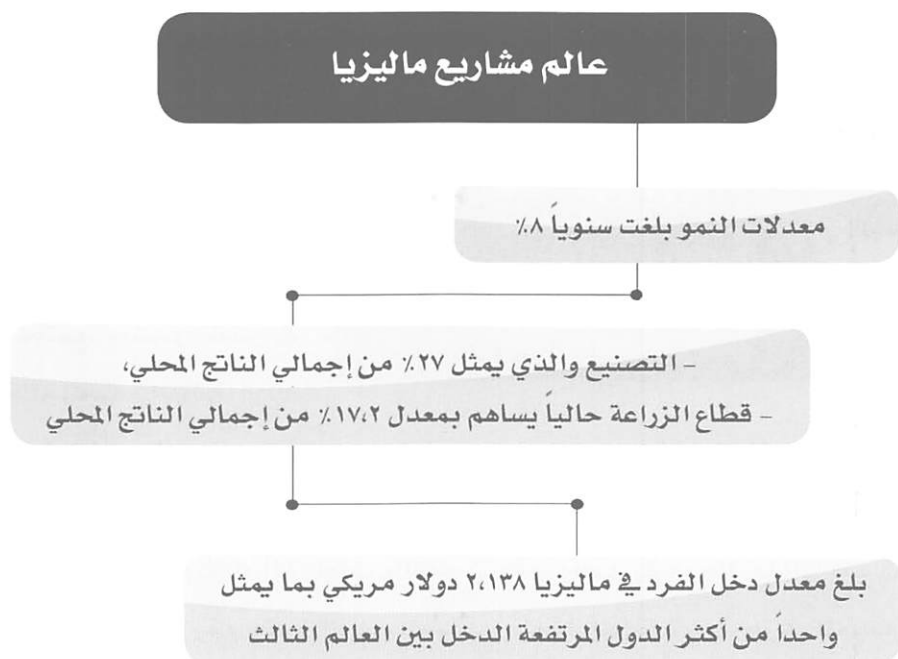 عالم مشاريع ماليزيا
معدلات النمو بلغت سنوياً ٨٪
– التصنيع والذي يمثل ٢٧٪ من إجمالي الناتج المحلي،
– قطاع الزراعة حالياً يساهم بمعدل ١٧،٢٪ من إجمالي الناتج المحلي
بلغ معدل دخل الفرد في ماليزيا ٢،١٣٨ دولار مريكي بما يمثل
واحداً من أكثر الدول المرتفعة الدخل بين العالم الثالث